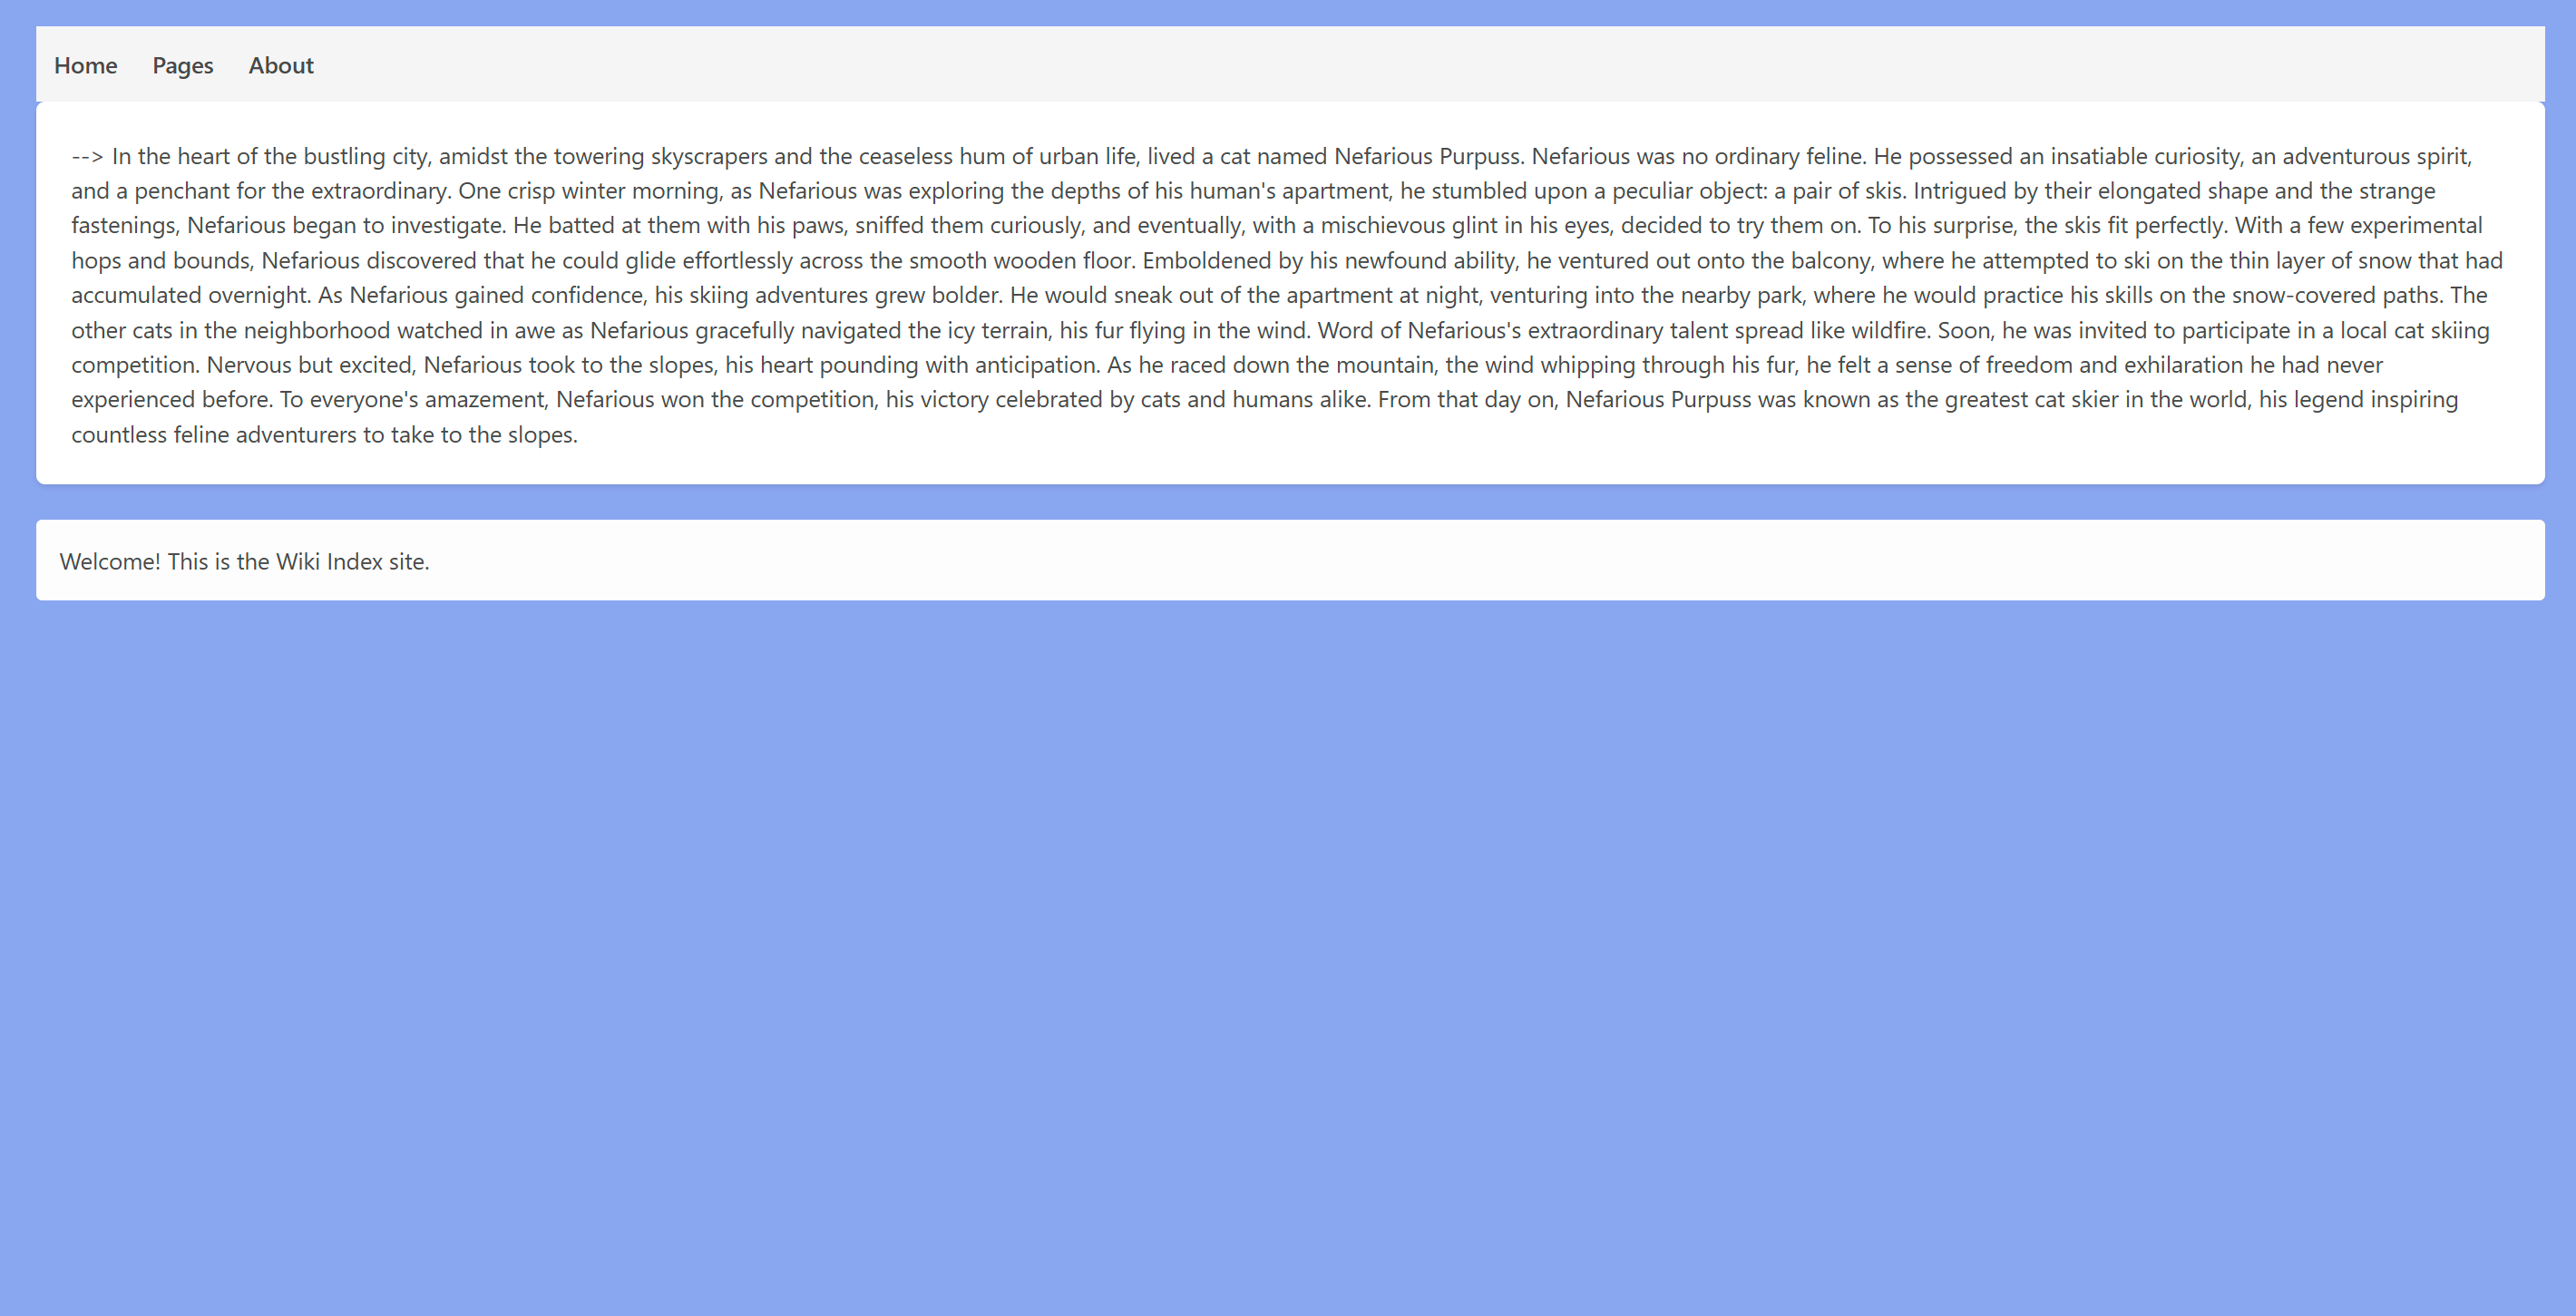 Home Pages About
--> In the heart of the bustling city, amidst the towering skyscrapers and the ceaseless hum of urban life, lived a cat named Nefarious Purpuss. Nefarious was no ordinary feline. He possessed an insatiable curiosity, an adventurous spirit,
and a penchant for the extraordinary. One crisp winter morning, as Nefarious was exploring the depths of his human's apartment, he stumbled upon a peculiar object: a pair of skis. Intrigued by their elongated shape and the strange
fastenings, Nefarious began to investigate. He batted at them with his paws, sniffed them curiously, and eventually, with a mischievous glint in his eyes, decided to try them on. To his surprise, the skis fit perfectly. With a few experimental
hops and bounds, Nefarious discovered that he could glide effortlessly across the smooth wooden floor. Emboldened by his newfound ability, he ventured out onto the balcony, where he attempted to ski on the thin layer of snow that had
accumulated overnight. As Nefarious gained confidence, his skiing adventures grew bolder. He would sneak out of the apartment at night, venturing into the nearby park, where he would practice his skills on the snow-covered paths. The
other cats in the neighborhood watched in awe as Nefarious gracefully navigated the icy terrain, his fur flying in the wind. Word of Nefarious's extraordinary talent spread like wildfire. Soon, he was invited to participate in a local cat skiing
competition. Nervous but excited, Nefarious took to the slopes, his heart pounding with anticipation. As he raced down the mountain, the wind whipping through his fur, he felt a sense of freedom and exhilaration he had never
experienced before. To everyone's amazement, Nefarious won the competition, his victory celebrated by cats and humans alike. From that day on, Nefarious Purpuss was known as the greatest cat skier in the world, his legend inspiring
countless feline adventurers to take to the slopes.
Welcome! This is the Wiki Index site.